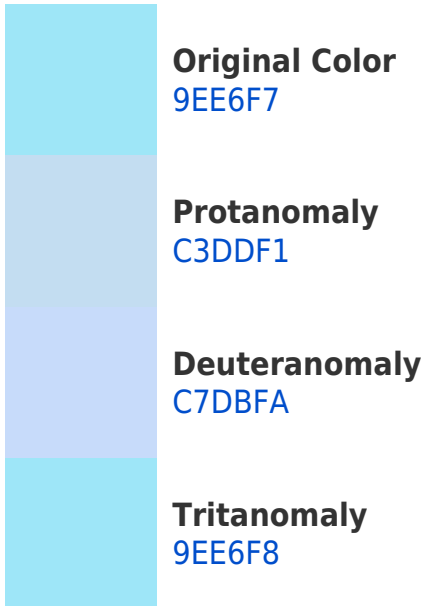 Original Color
9EE6F7
Protanomaly
C3DDF1
Deuteranomaly
C7DBFA
Tritanomaly
9EE6F8